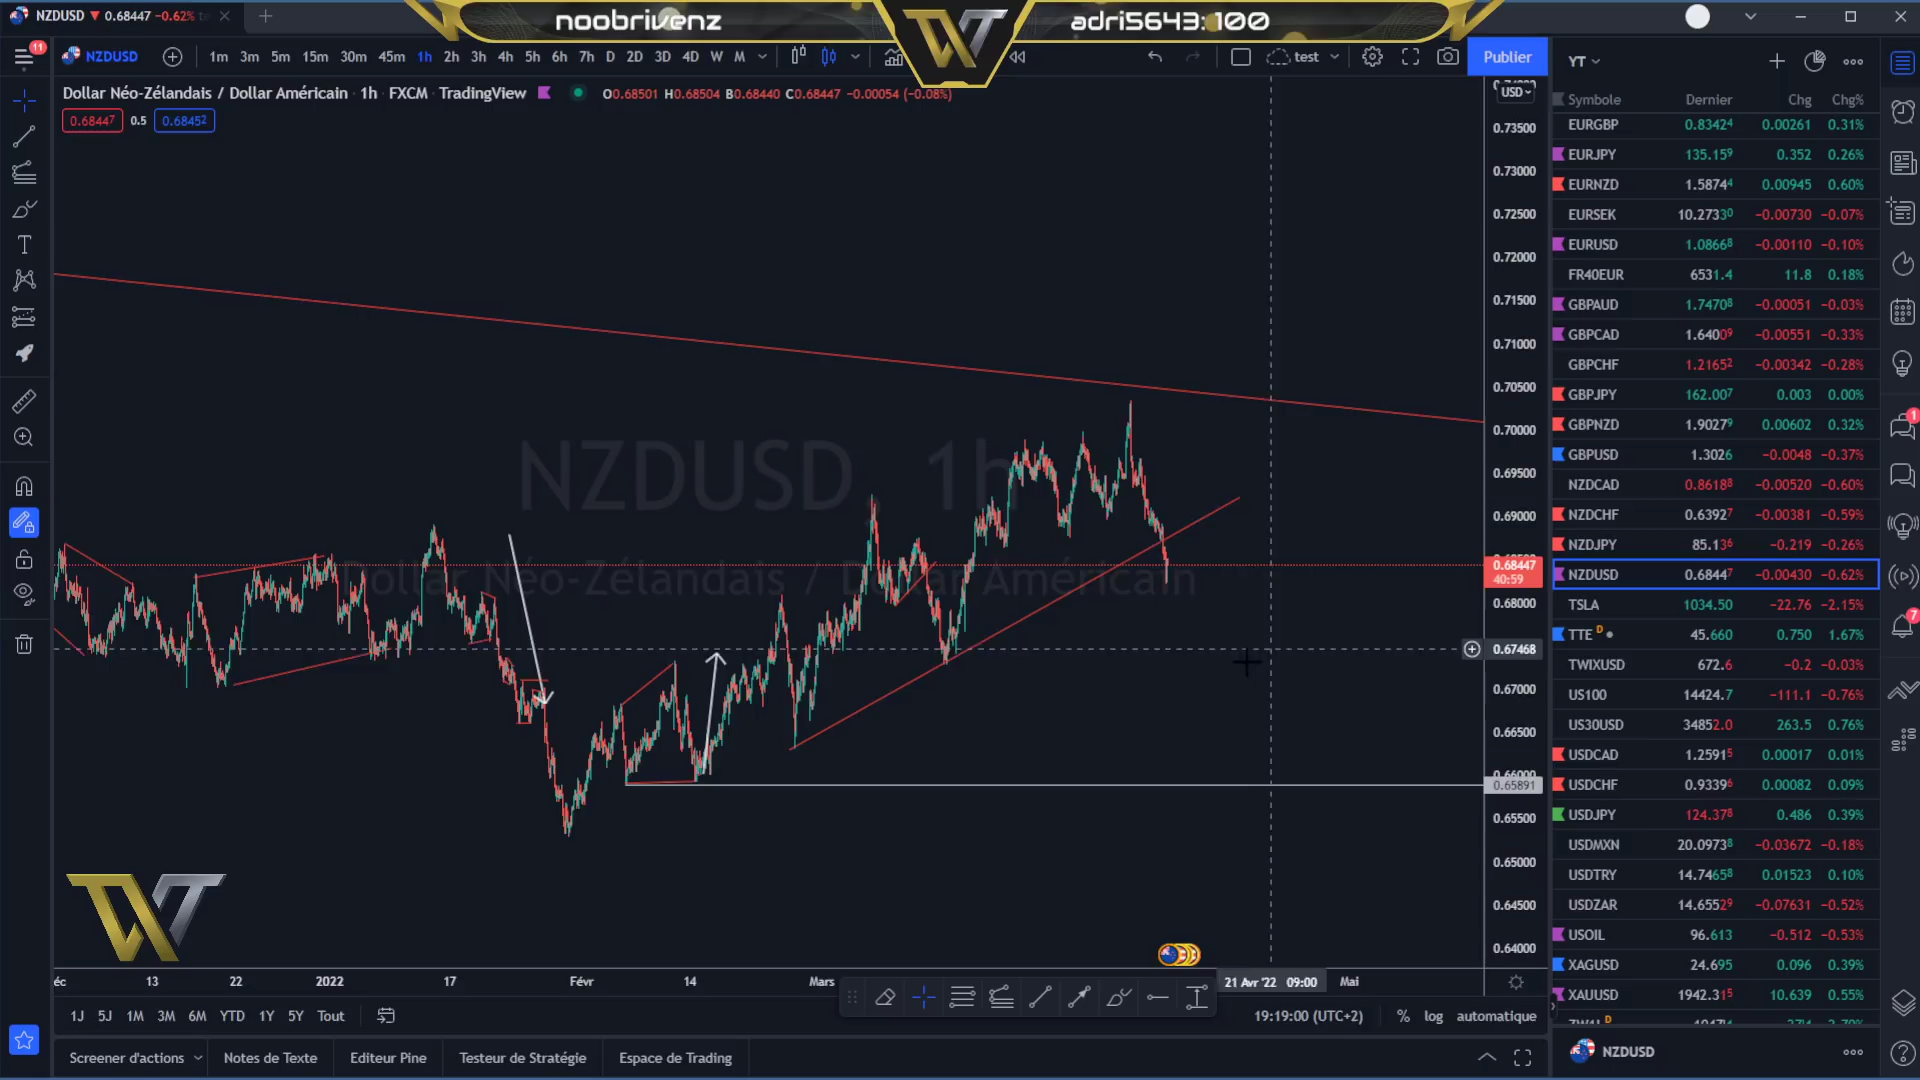 NZDUSD ▼ 0.68447 −0.62% t
noobrivenz
adri5643:100
11
NZDUSD
1m 3m 5m 15m 30m 45m 1h 2h 3h 4h 5h 6h 7h D 2D 3D 4D W M
test
Publier
YT
Dollar Néo-Zélandais / Dollar Américain · 1h · FXCM · TradingView
O0.68501 H0.68504 B0.68440 C0.68447 −0.00054 (−0.08%)
0.68447 0.5 0.68452
USD
0.73500
0.73000
0.72500
0.72000
0.71500
0.71000
0.70500
0.70000
0.69500
0.69000
0.68447
40:59
0.68000
0.67468
0.67000
0.66500
0.66000
0.65891
0.65500
0.65000
0.64500
0.64000
NZDUSD, 1h
Dollar Néo-Zélandais / Dollar Américain
Symbole Dernier Chg Chg%
EURGBP 0.83424 0.00261 0.31%
EURJPY 135.159 0.352 0.26%
EURNZD 1.58744 0.00945 0.60%
EURSEK 10.27330 −0.00730 −0.07%
EURUSD 1.08668 −0.00110 −0.10%
FR40EUR 6531.4 11.8 0.18%
GBPAUD 1.74708 −0.00051 −0.03%
GBPCAD 1.64009 −0.00551 −0.33%
GBPCHF 1.21652 −0.00342 −0.28%
GBPJPY 162.007 0.003 0.00%
GBPNZD 1.90279 0.00602 0.32%
GBPUSD 1.3026 −0.0048 −0.37%
NZDCAD 0.86188 −0.00520 −0.60%
NZDCHF 0.63927 −0.00381 −0.59%
NZDJPY 85.136 −0.219 −0.26%
NZDUSD 0.68447 −0.00430 −0.62%
TSLA 1034.50 −22.76 −2.15%
TTE D 45.660 0.750 1.67%
TWIXUSD 672.6 −0.2 −0.03%
US100 14424.7 −111.1 −0.76%
US30USD 34852.0 263.5 0.76%
USDCAD 1.25915 0.00017 0.01%
USDCHF 0.93396 0.00082 0.09%
USDJPY 124.378 0.486 0.39%
USDMXN 20.09738 −0.03672 −0.18%
USDTRY 14.74658 0.01523 0.10%
USDZAR 14.65529 −0.07631 −0.52%
USOIL 96.613 −0.512 −0.53%
XAGUSD 24.695 0.096 0.39%
XAUUSD 1942.315 10.639 0.55%
1
7
éc 13 22 2022 17 Févr 14 Mars 21 Avr '22 09:00 Mai
1J 5J 1M 3M 6M YTD 1Y 5Y Tout
19:19:00 (UTC+2) % log automatique
Screener d'actions Notes de Texte Editeur Pine Testeur de Stratégie Espace de Trading
NZDUSD